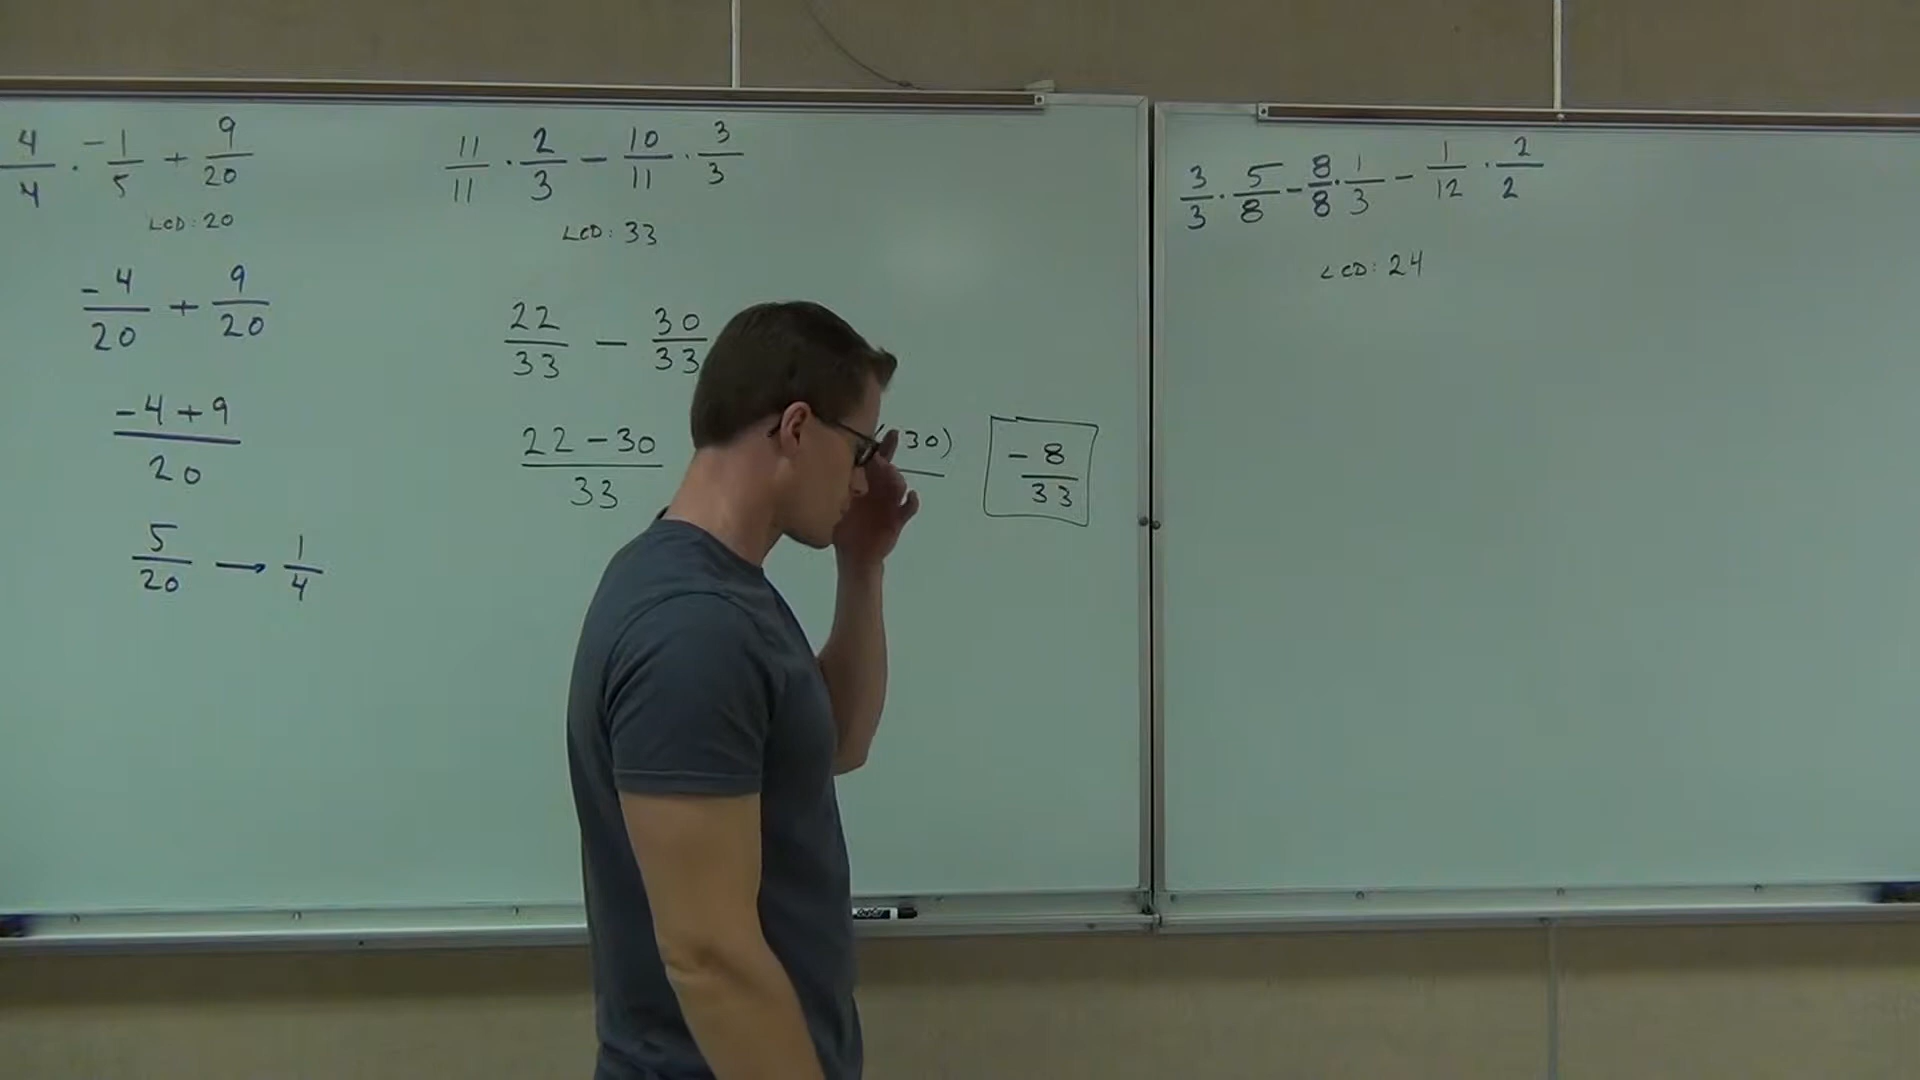 4/4 · -1/5 + 9/20
LCD: 20
-4/20 + 9/20
-4+9/20
5/20 → 1/4
11/11 · 2/3 - 10/11 · 3/3
LCD: 33
22/33 - 30/33
22-30/33
30)
-8/33
3/3 · 5/8 - 8/8 · 1/3 - 1/12 · 2/2
LCD: 24